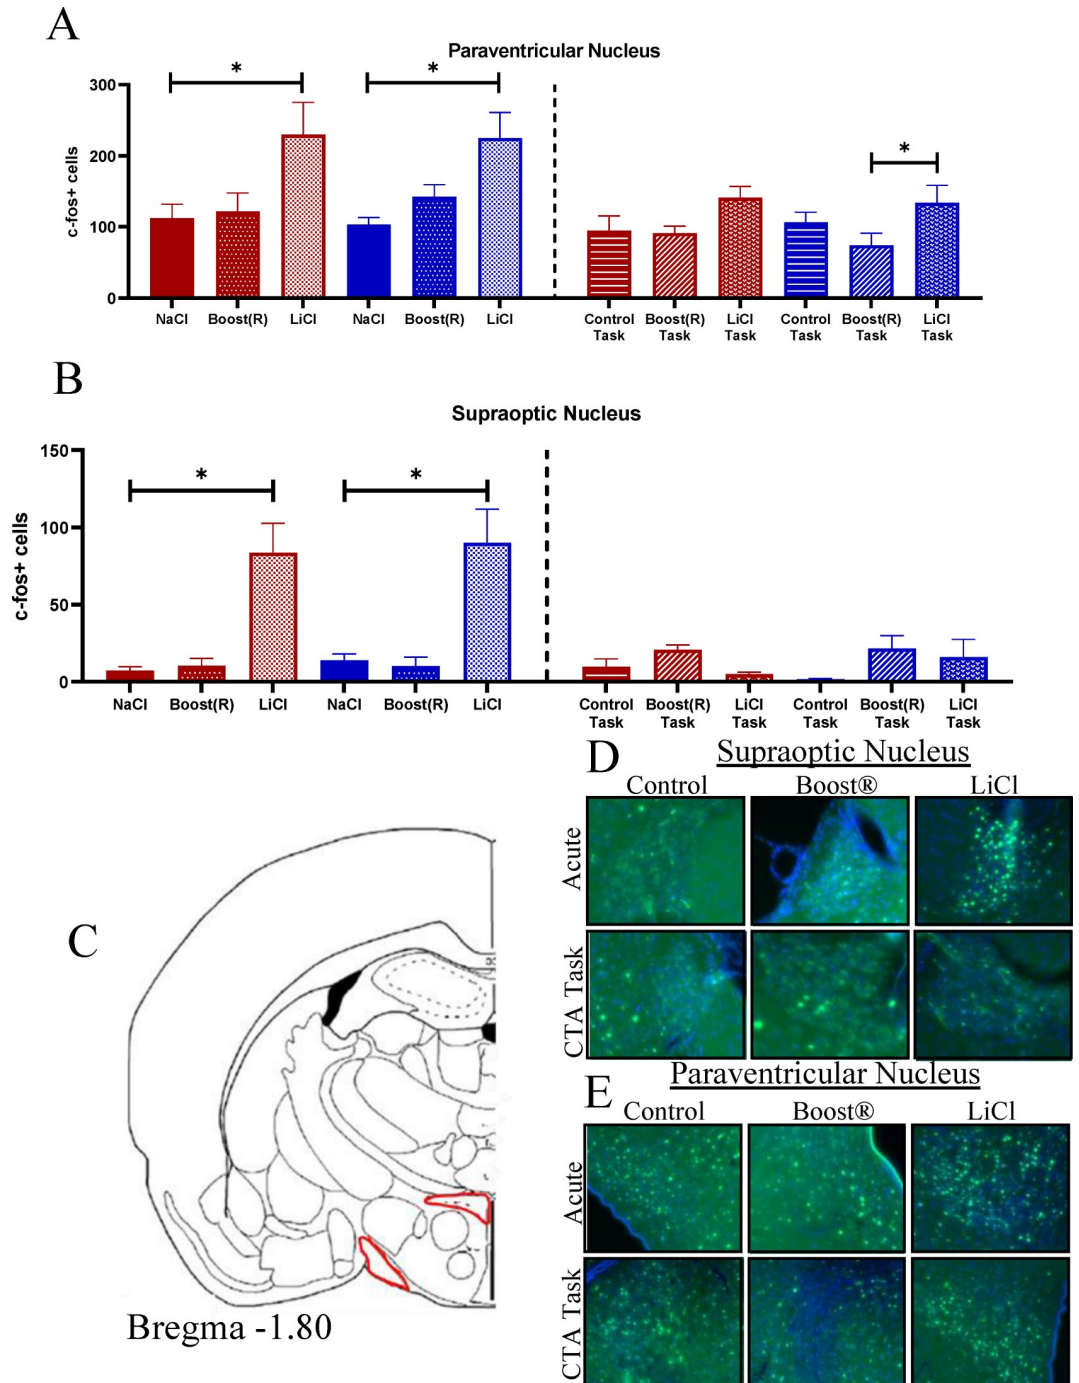 A
Paraventricular Nucleus
* *
300
200
100
0
c-fos+ cells
*
NaCl Boost(R) LiCl NaCl Boost(R) LiCl
Control Boost(R) LiCl Control Boost(R) LiCl
Task Task Task Task Task Task
B
Supraoptic Nucleus
150
100
50
0
c-fos+ cells
* *
NaCl Boost(R) LiCl NaCl Boost(R) LiCl
Control Boost(R) LiCl Control Boost(R) LiCl
Task Task Task Task Task Task
C
Bregma -1.80
D
Supraoptic Nucleus
Control Boost® LiCl
Acute
CTA Task
E
Paraventricular Nucleus
Control Boost® LiCl
Acute
CTA Task